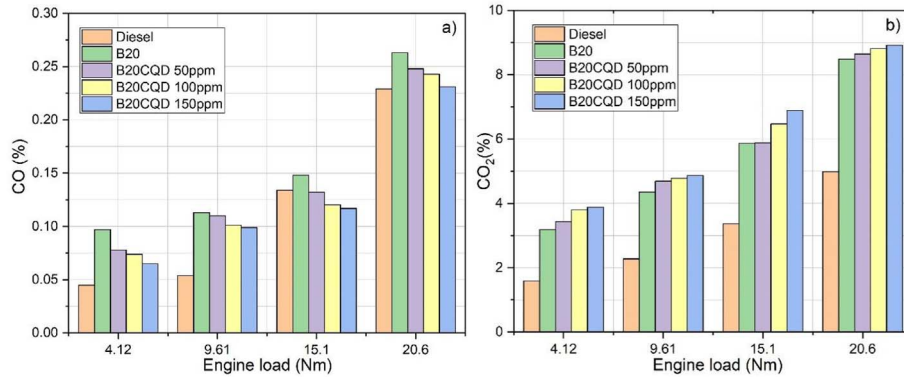 a)
Diesel
B20
B20CQD 50ppm
B20CQD 100ppm
B20CQD 150ppm
0.30
0.25
0.20
0.15
0.10
0.05
0.00
CO (%)
4.12 9.61 15.1 20.6
Engine load (Nm)
b)
Diesel
B20
B20CQD 50ppm
B20CQD 100ppm
B20CQD 150ppm
10
8
6
4
2
0
CO₂(%)
4.12 9.61 15.1 20.6
Engine load (Nm)